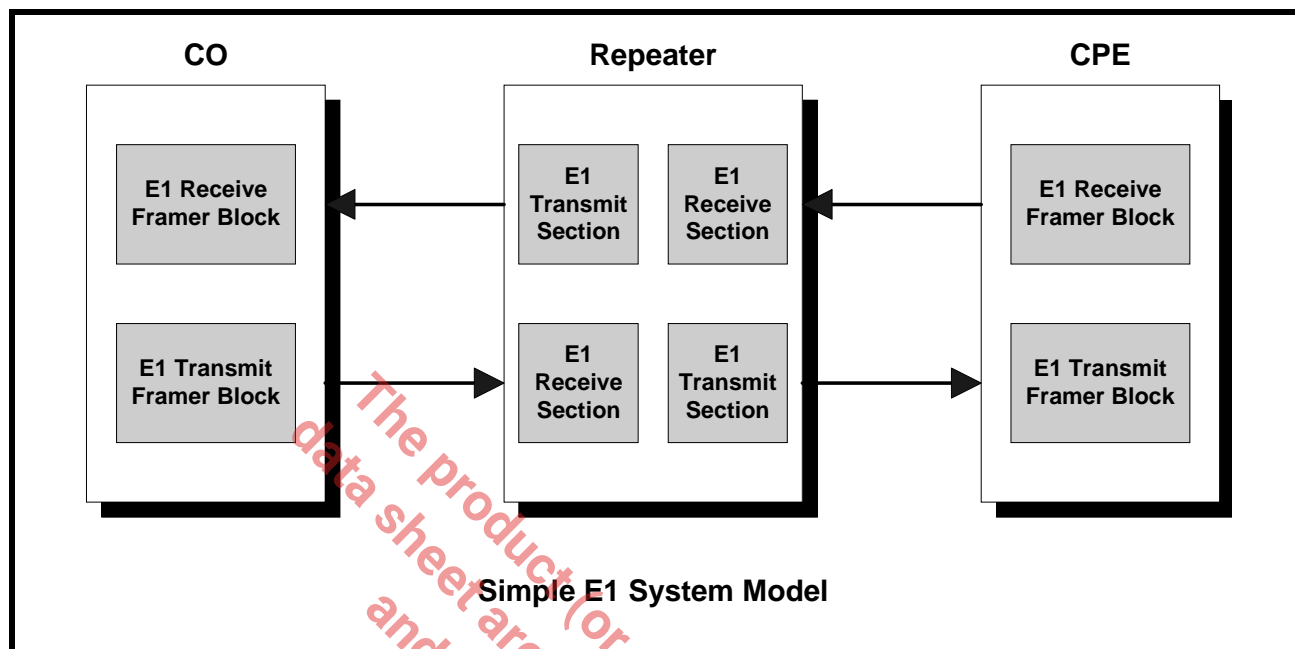 CO
Repeater
CPE
E1 Receive
Framer Block
E1
Transmit
Section
E1
Receive
Section
E1 Receive
Framer Block
E1 Transmit
Framer Block
E1
Receive
Section
E1
Transmit
Section
E1 Transmit
Framer Block
Simple E1 System Model
The product (or
data sheet are
and